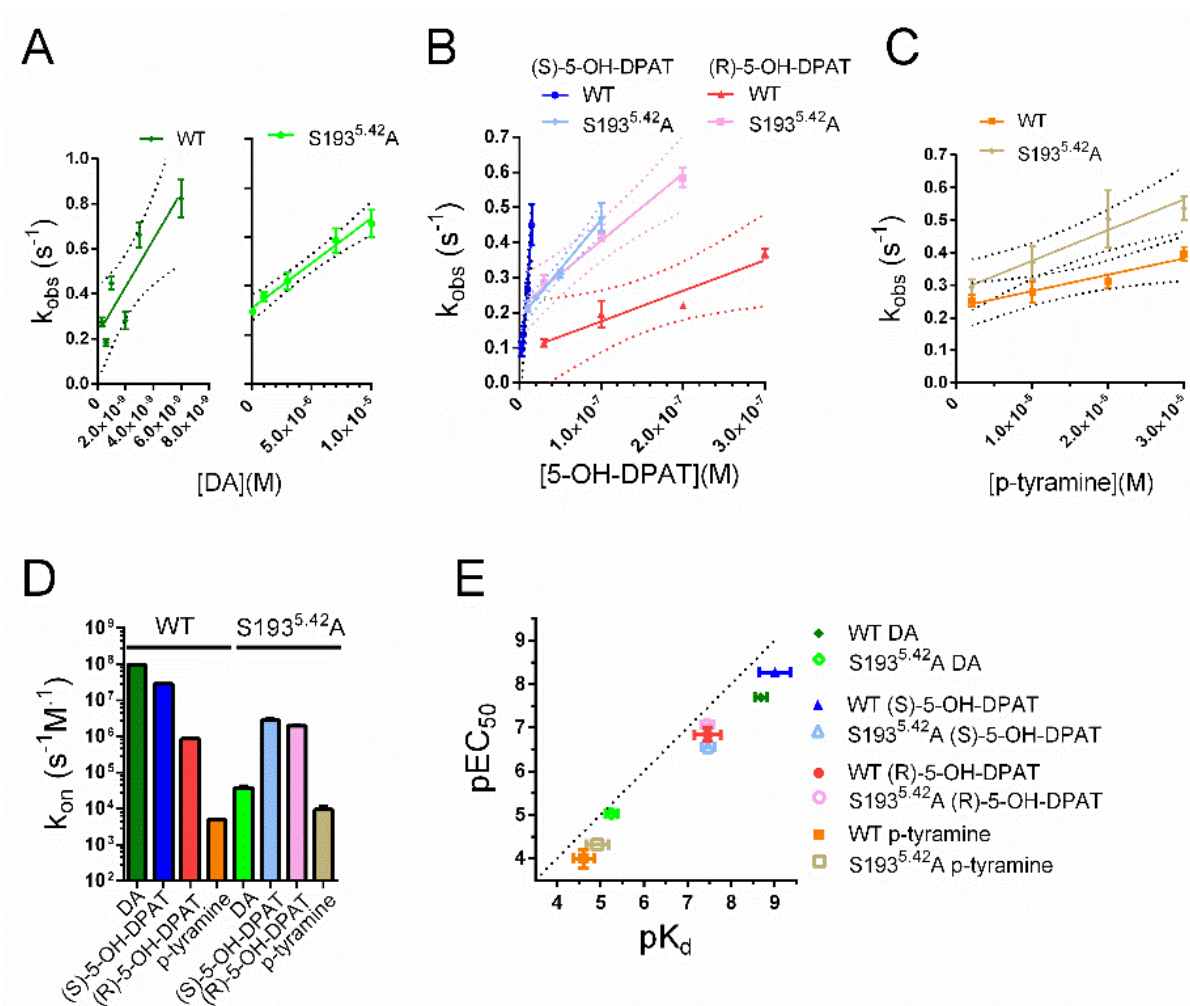 A
WT
S193^5.42A
k_obs (s^-1)
1.0
0.8
0.6
0.4
0.2
0.0
0
2.0×10^-9
4.0×10^-9
6.0×10^-9
8.0×10^-9
0
5.0×10^-6
1.0×10^-5
[DA](M)
B
(S)-5-OH-DPAT
WT
S193^5.42A
(R)-5-OH-DPAT
WT
S193^5.42A
k_obs (s^-1)
0.7
0.6
0.5
0.4
0.3
0.2
0.1
0.0
0
1.0×10^-7
2.0×10^-7
3.0×10^-7
[5-OH-DPAT](M)
C
WT
S193^5.42A
k_obs (s^-1)
0.7
0.6
0.5
0.4
0.3
0.2
0.1
0.0
0
1.0×10^-5
2.0×10^-5
3.0×10^-5
[p-tyramine](M)
D
WT
S193^5.42A
k_on (s^-1M^-1)
10^9
10^8
10^7
10^6
10^5
10^4
10^3
10^2
DA
(S)-5-OH-DPAT
(R)-5-OH-DPAT
p-tyramine
DA
(S)-5-OH-DPAT
(R)-5-OH-DPAT
p-tyramine
E
pEC_50
9
8
7
6
5
4
4 5 6 7 8 9
pK_d
WT DA
S193^5.42A DA
WT (S)-5-OH-DPAT
S193^5.42A (S)-5-OH-DPAT
WT (R)-5-OH-DPAT
S193^5.42A (R)-5-OH-DPAT
WT p-tyramine
S193^5.42A p-tyramine